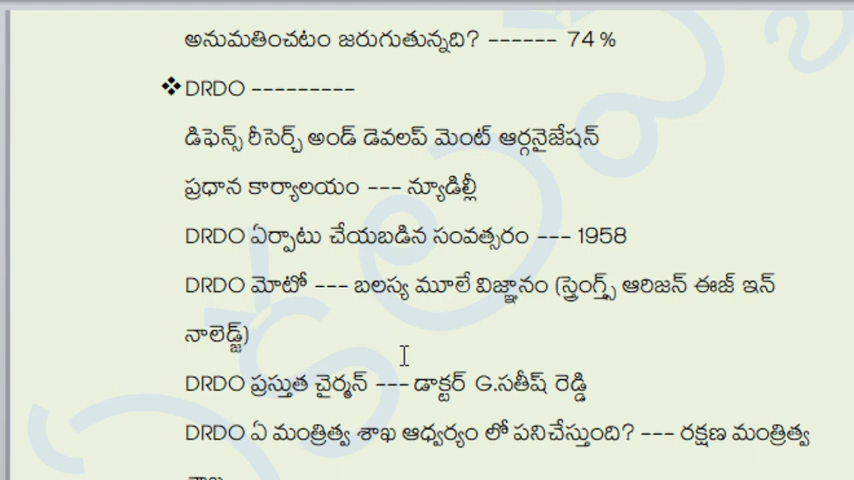 అనుమతించటం జరుగుతున్నది? ------ 74 %
❖ DRDO ---------
డిఫెన్స్ రీసెర్చ్ అండ్ డెవలప్ మెంట్ ఆర్గనైజేషన్
ప్రధాన కార్యాలయం --- న్యూడిల్లీ
DRDO ఏర్పాటు చేయబడిన సంవత్సరం --- 1958
DRDO మోటో --- బలస్య మూలే విజ్ఞానం (స్ట్రెంగ్త్స్ ఆరిజన్ ఈజ్ ఇన్
నాలెడ్జ్)
DRDO ప్రస్తుత చైర్మన్ --- డాక్టర్ G.సతీష్ రెడ్డి
DRDO ఏ మంత్రిత్వ శాఖ ఆధ్వర్యం లో పనిచేస్తుంది? --- రక్షణ మంత్రిత్వ